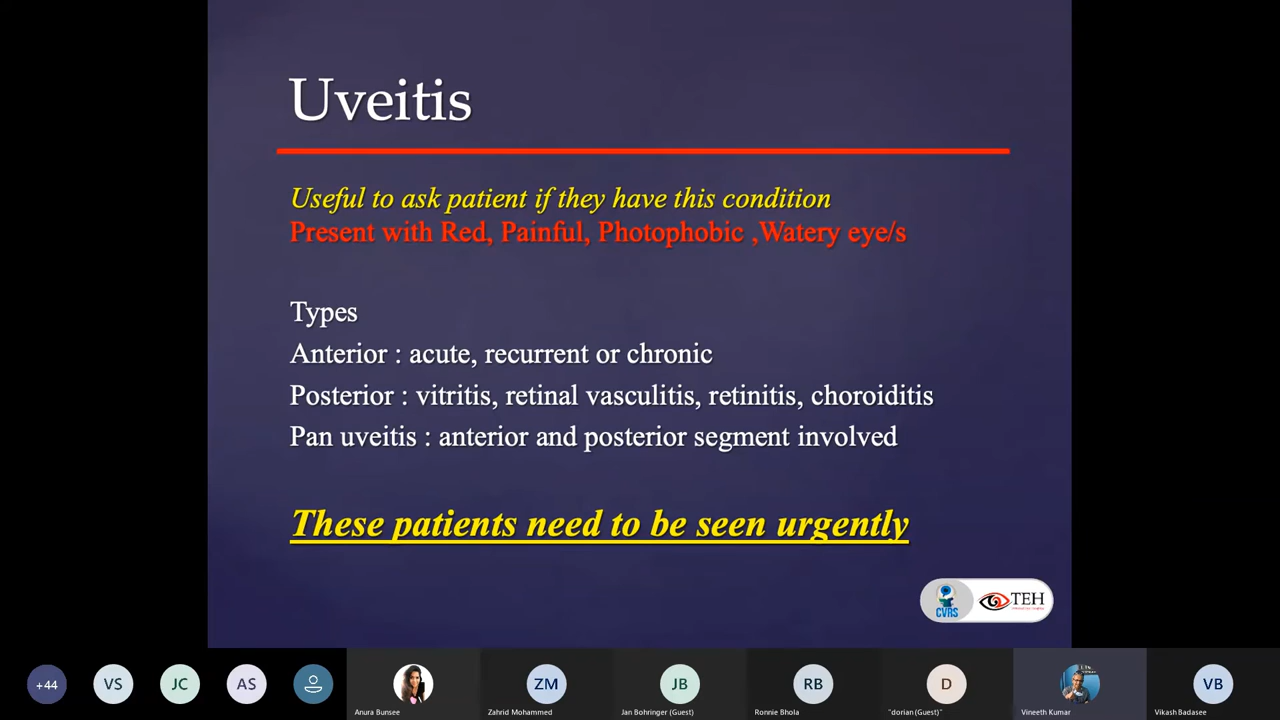 Uveitis
Useful to ask patient if they have this condition
Present with Red, Painful, Photophobic ,Watery eye/s
Types
Anterior : acute, recurrent or chronic
Posterior : vitritis, retinal vasculitis, retinitis, choroiditis
Pan uveitis : anterior and posterior segment involved
These patients need to be seen urgently
CVRS
TEH
+44
VS
JC
AS
ZM
JB
RB
D
VB
Anura Bunsee
Zahrid Mohammed
Jan Bohringer (Guest)
Ronnie Bhola
"dorian(Guest)"
Vineeth Kumar
Vikash Badasee